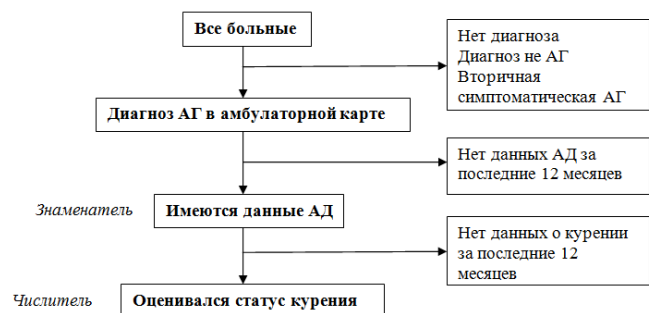 Все больные
Нет диагноза
Диагноз не АГ
Вторичная
симптоматическая АГ
Диагноз АГ в амбулаторной карте
Нет данных АД за
последние 12 месяцев
Знаменатель
Имеются данные АД
Нет данных о курении
за последние 12
месяцев
Числитель
Оценивался статус курения